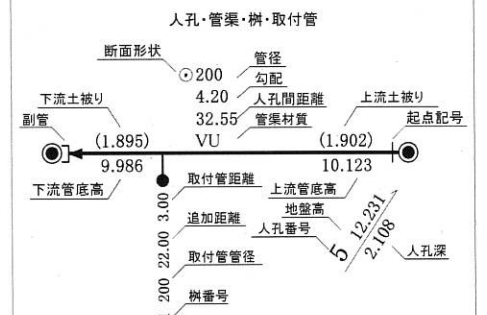 人孔・管渠・桝・取付管
断面形状
管径
200
勾配
4.20
下流土被り
人孔間距離
上流土被り
32.55
副管
管渠材質
起点記号
(1.895)
VU
(1.902)
9.986
10.123
下流管底高
取付管距離
上流管底高
3.00
地盤高
12.231
追加距離
人孔番号
5
2.108
人孔深
22.00
取付管管径
200
桝番号